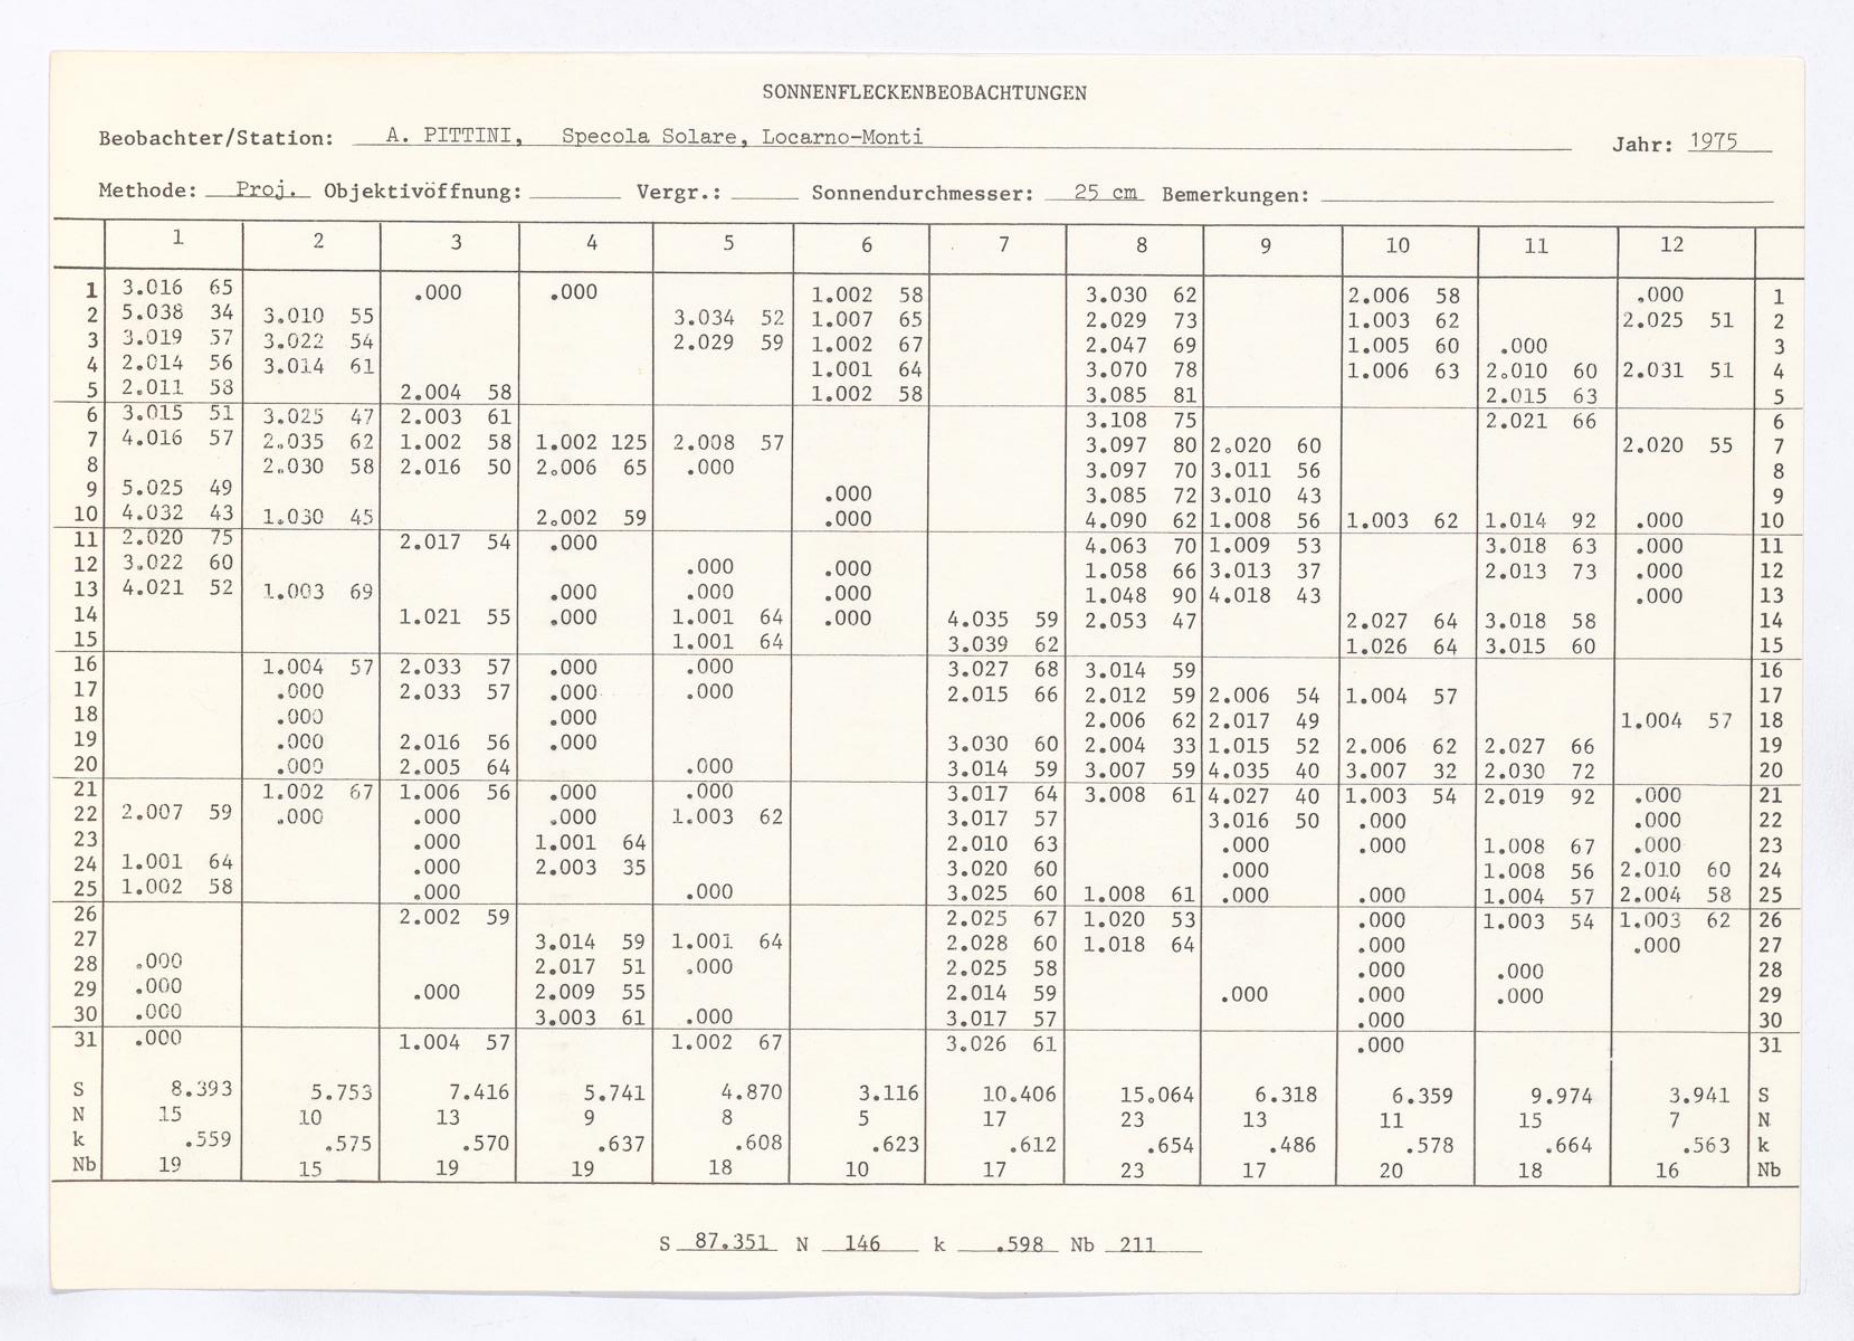 SONNENFLECKENBEOBACHTUNGEN
Beobachter/Station: A. PITTINI, Specola Solare, Locarno-Monti Jahr: 1975
Methode: Proj. Objektivöffnung: Vergr.: Sonnendurchmesser: 25 cm Bemerkungen:
1 2 3 4 5 6 7 8 9 10 11 12
1 3.016 65 .000 .000 1.002 58 3.030 62 2.006 58 .000 1
2 5.038 34 3.010 55 3.034 52 1.007 65 2.029 73 1.003 62 2.025 51 2
3 3.019 57 3.022 54 2.029 59 1.002 67 2.047 69 1.005 60 .000 3
4 2.014 56 3.014 61 1.001 64 3.070 78 1.006 63 2.010 60 2.031 51 4
5 2.011 58 2.004 58 1.002 58 3.085 81 2.015 63 5
6 3.015 51 3.025 47 2.003 61 3.108 75 2.021 66 6
7 4.016 57 2.035 62 1.002 58 1.002 125 2.008 57 3.097 80 2.020 60 2.020 55 7
8 2.030 58 2.016 50 2.006 65 .000 3.097 70 3.011 56 8
9 5.025 49 .000 3.085 72 3.010 43 9
10 4.032 43 1.030 45 2.002 59 .000 4.090 62 1.008 56 1.003 62 1.014 92 .000 10
11 2.020 75 2.017 54 .000 4.063 70 1.009 53 3.018 63 .000 11
12 3.022 60 .000 .000 1.058 66 3.013 37 2.013 73 .000 12
13 4.021 52 1.003 69 .000 .000 .000 1.048 90 4.018 43 .000 13
14 1.021 55 .000 1.001 64 .000 4.035 59 2.053 47 2.027 64 3.018 58 14
15 1.001 64 3.039 62 1.026 64 3.015 60 15
16 1.004 57 2.033 57 .000 .000 3.027 68 3.014 59 16
17 .000 2.033 57 .000 .000 2.015 66 2.012 59 2.006 54 1.004 57 17
18 .000 .000 2.006 62 2.017 49 1.004 57 18
19 .000 2.016 56 .000 3.030 60 2.004 33 1.015 52 2.006 62 2.027 66 19
20 .000 2.005 64 .000 3.014 59 3.007 59 4.035 40 3.007 32 2.030 72 20
21 1.002 67 1.006 56 .000 .000 3.017 64 3.008 61 4.027 40 1.003 54 2.019 92 .000 21
22 2.007 59 .000 .000 .000 1.003 62 3.017 57 3.016 50 .000 .000 22
23 .000 1.001 64 2.010 63 .000 .000 1.008 67 .000 23
24 1.001 64 .000 2.003 35 3.020 60 .000 1.008 56 2.010 60 24
25 1.002 58 .000 .000 3.025 60 1.008 61 .000 .000 1.004 57 2.004 58 25
26 2.002 59 2.025 67 1.020 53 .000 1.003 54 1.003 62 26
27 3.014 59 1.001 64 2.028 60 1.018 64 .000 .000 27
28 .000 2.017 51 .000 2.025 58 .000 .000 28
29 .000 .000 2.009 55 2.014 59 .000 .000 .000 29
30 .000 3.003 61 .000 3.017 57 .000 30
31 .000 1.004 57 1.002 67 3.026 61 .000 31
S 8.393 5.753 7.416 5.741 4.870 3.116 10.406 15.064 6.318 6.359 9.974 3.941 S
N 15 10 13 9 8 5 17 23 13 11 15 7 N
k .559 .575 .570 .637 .608 .623 .612 .654 .486 .578 .664 .563 k
Nb 19 15 19 19 18 10 17 23 17 20 18 16 Nb
S 87.351 N 146 k .598 Nb 211